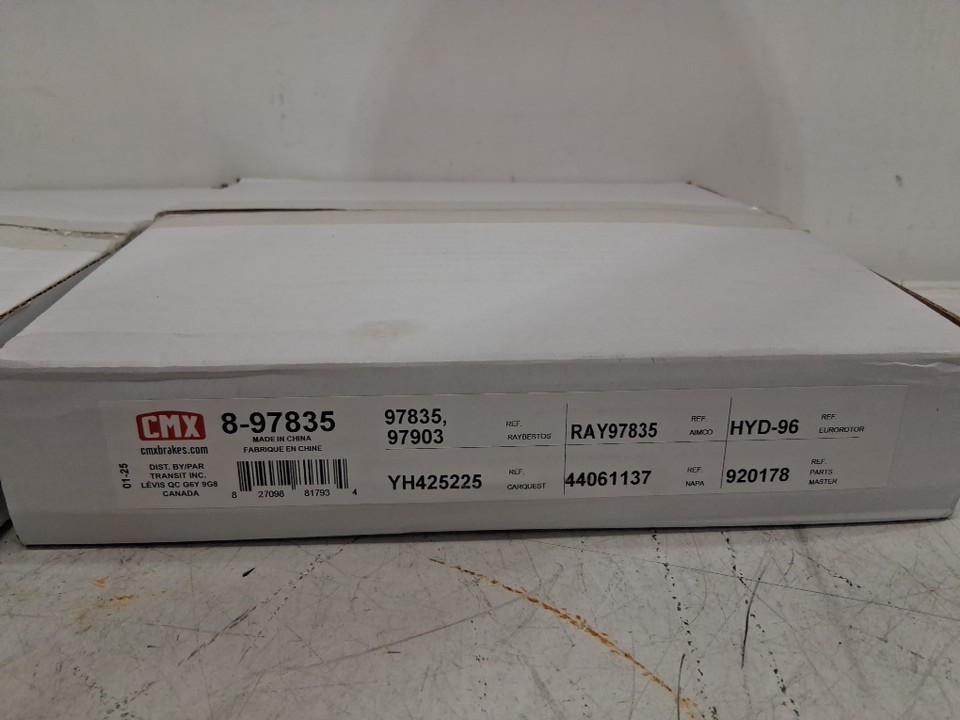 CMX
cmxbrakes.com
8-97835
MADE IN CHINA
FABRIQUE EN CHINE
01-25
DIST. BY/PAR
TRANSIT INC.
LÉVIS QC G6Y 9G8
CANADA
8 27098 81793 4
97835,
97903
REF.
RAYBESTOS
RAY97835
REF.
AIMCO
HYD-96
REF.
EUROROTOR
YH425225
REF.
CARQUEST
44061137
REF.
NAPA
920178
REF.
PARTS
MASTER